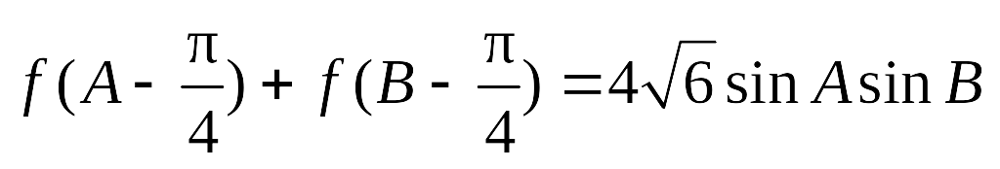 f(A - π/4) + f(B - π/4) = 4√6 sin A sin B